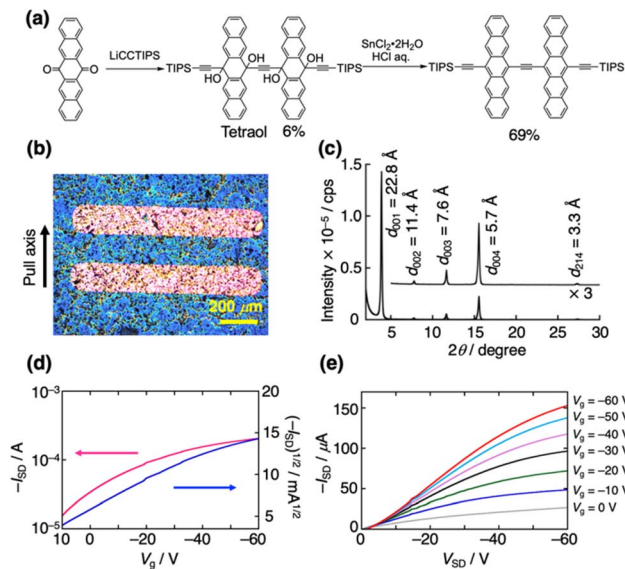 (a)
O
O
LiCCTIPS
TIPS
HO
OH
HO
OH
TIPS
Tetraol 6%
SnCl2•2H2O
HCl aq.
TIPS
TIPS
69%
(b)
Pull axis
200 μm
(c)
Intensity × 10−5 / cps
1.5
1.0
0.5
0
d001 = 22.8 Å
d002 = 11.4 Å
d003 = 7.6 Å
d004 = 5.7 Å
d214 = 3.3 Å
× 3
5 10 15 20 25 30
2θ / degree
(d)
−ISD / A
10−3
10−4
10−5
20
15
10
5
(−ISD)1/2 / mA1/2
10 0 −20 −40 −60
Vg / V
(e)
−ISD / μA
150
100
50
0
0 −20 −40 −60
VSD / V
Vg = −60 V
Vg = −50 V
Vg = −40 V
Vg = −30 V
Vg = −20 V
Vg = −10 V
Vg = 0 V